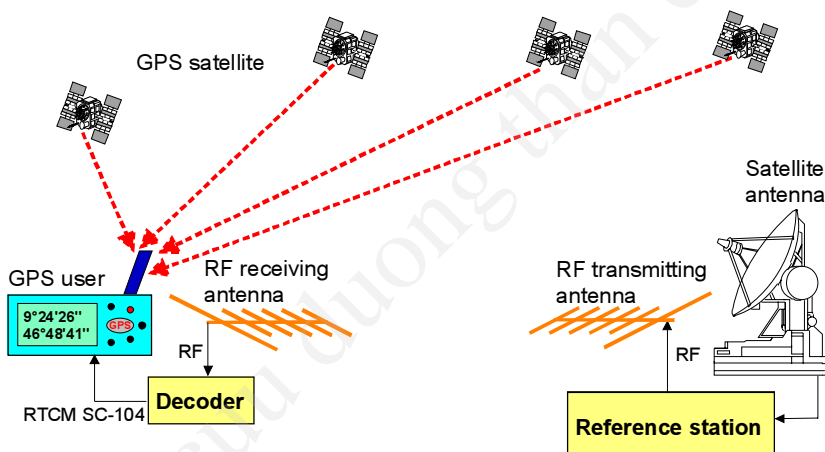 GPS satellite
Satellite
antenna
GPS user
RF receiving
antenna
RF transmitting
antenna
9°24'26"
46°48'41"
GPS
RF
RF
RTCM SC-104
Decoder
Reference station